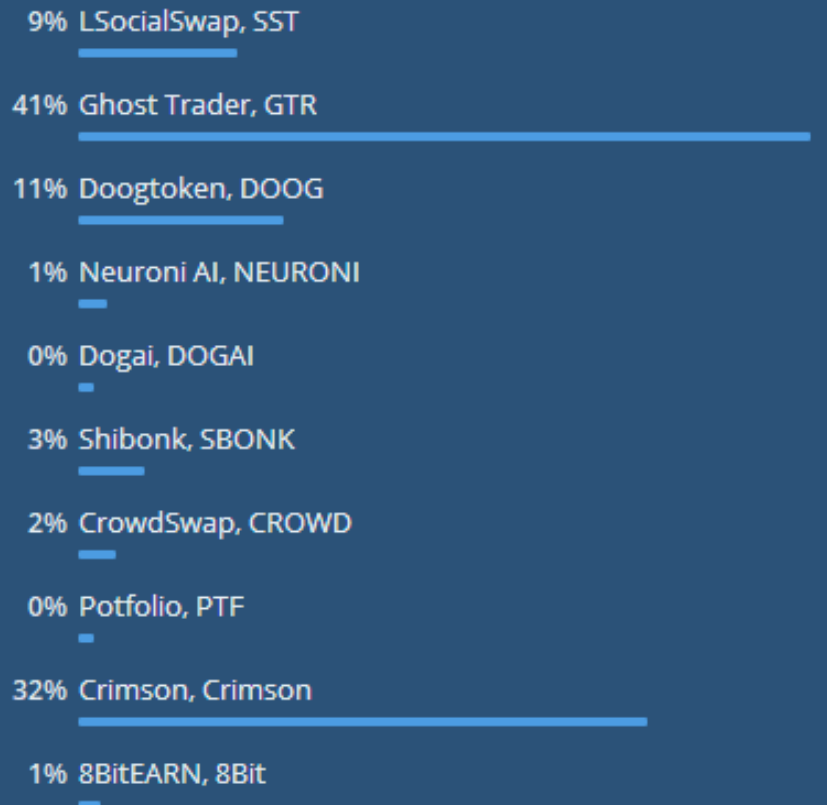 9% LSocialSwap, SST
41% Ghost Trader, GTR
11% Doogtoken, DOOG
1% Neuroni AI, NEURONI
0% Dogai, DOGAI
3% Shibonk, SBONK
2% CrowdSwap, CROWD
0% Potfolio, PTF
32% Crimson, Crimson
1% 8BitEARN, 8Bit